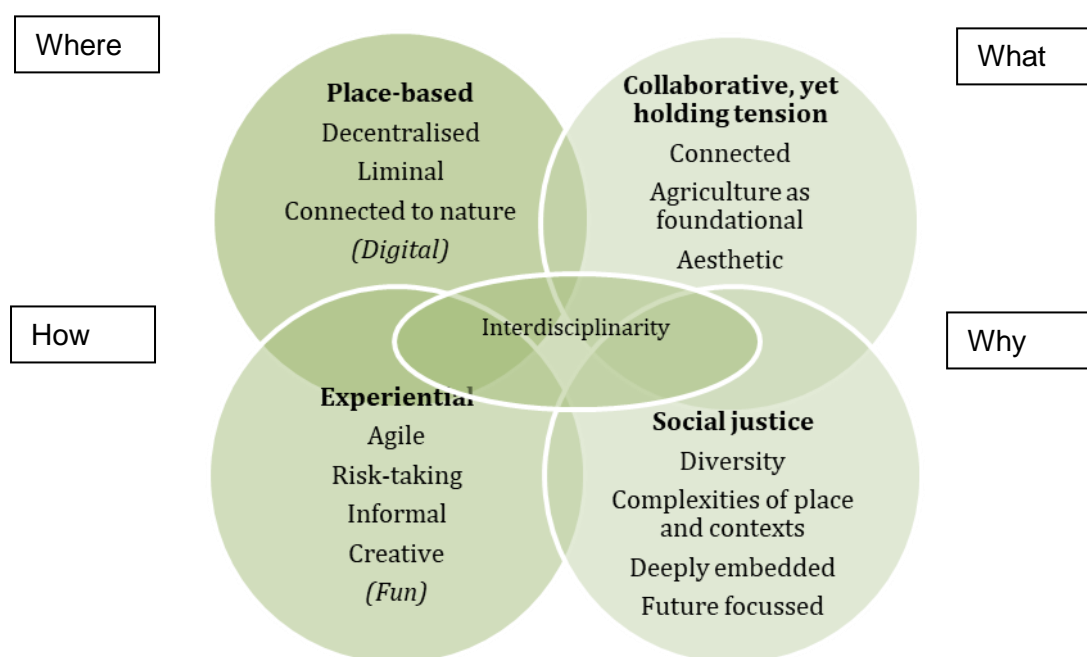 Where
Place-based
Decentralised
Liminal
Connected to nature
(Digital)
What
Collaborative, yet
holding tension
Connected
Agriculture as
foundational
Aesthetic
Interdisciplinarity
How
Experiential
Agile
Risk-taking
Informal
Creative
(Fun)
Why
Social justice
Diversity
Complexities of place
and contexts
Deeply embedded
Future focussed